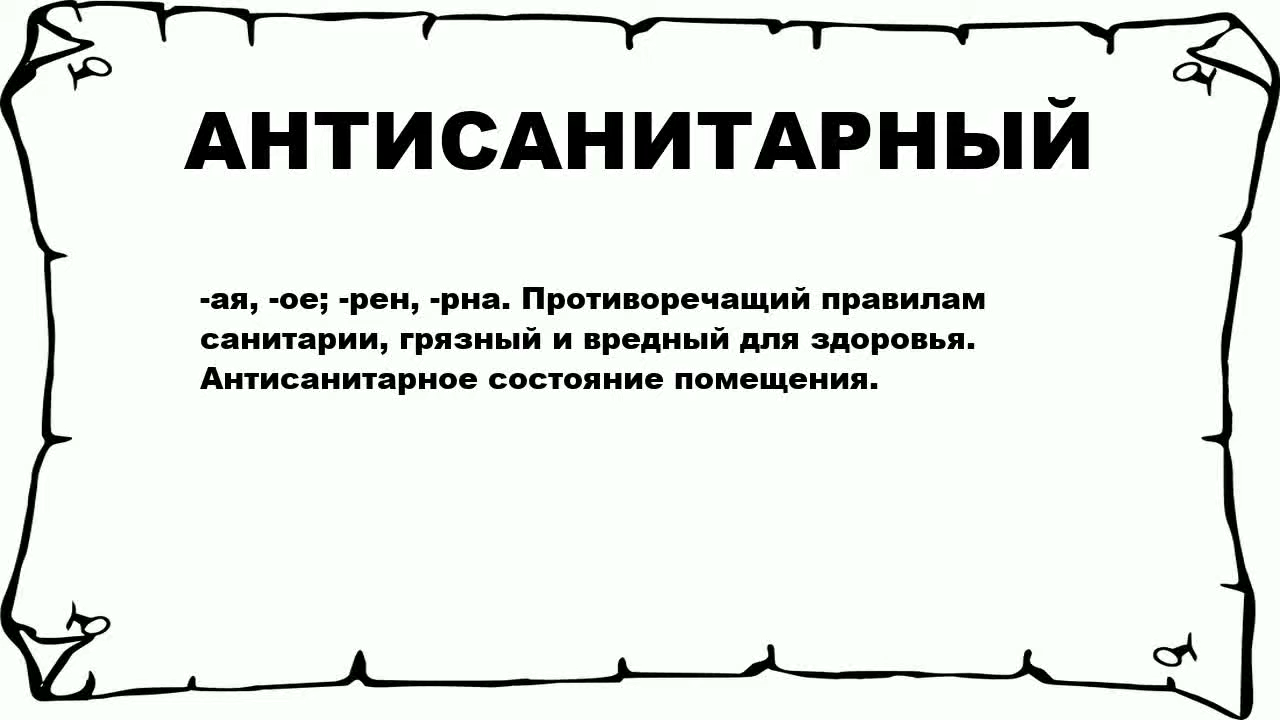 АНТИСАНИТАРНЫЙ
-ая, -ое; -рен, -рна. Противоречащий правилам
санитарии, грязный и вредный для здоровья.
Антисанитарное состояние помещения.